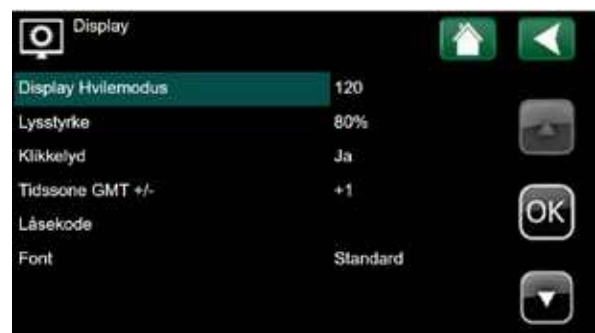 Display
Display Hvilemodus 120
Lysstyrke 80%
Klikkelyd Ja
Tidssone GMT +/- +1
Låsekode
Font Standard
OK